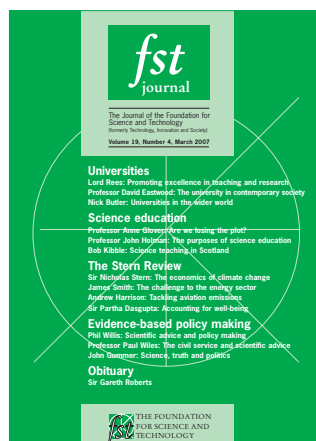 fst
journal
The Journal of the Foundation for
Science and Technology
(formerly Technology, Innovation and Society)
Volume 19, Number 4, March 2007
Universities
Lord Rees: Promoting excellence in teaching and research
Professor David Eastwood: The university in contemporary society
Nick Butler: Universities in the wider world
Science education
Professor Anne Glover: Are we losing the plot?
Professor John Holman: The purposes of science education
Bob Kibble: Science teaching in Scotland
The Stern Review
Sir Nicholas Stern: The economics of climate change
James Smith: The challenge to the energy sector
Andrew Harrison: Tackling aviation emissions
Sir Partha Dasgupta: Accounting for well-being
Evidence-based policy making
Phil Willis: Scientific advice and policy making
Professor Paul Wiles: The civil service and scientific advice
John Gummer: Science, truth and politics
Obituary
Sir Gareth Roberts
fst
THE FOUNDATION
FOR SCIENCE AND
TECHNOLOGY